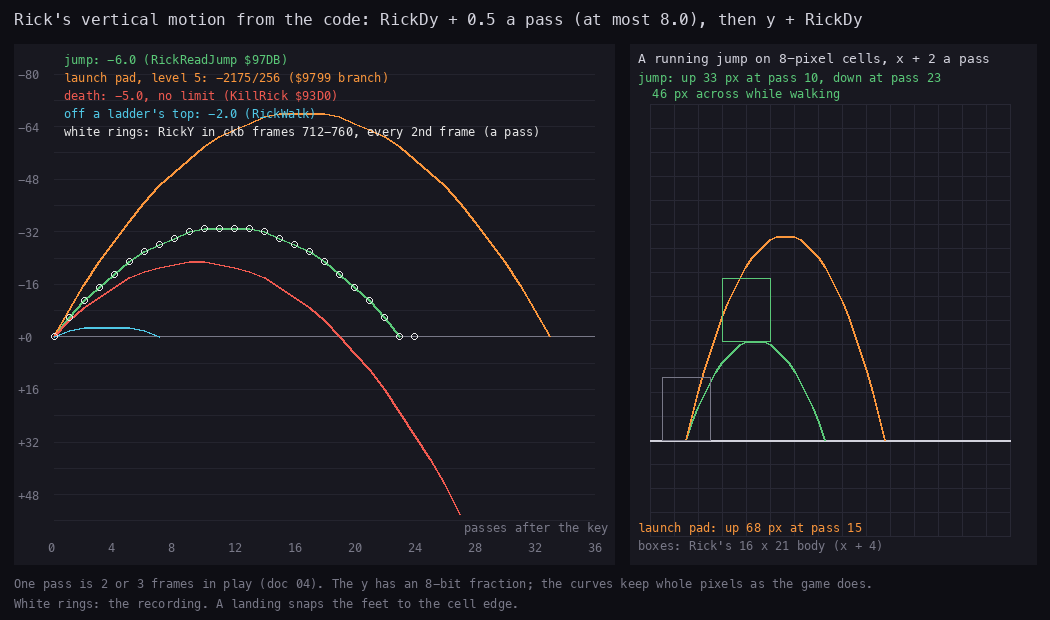 Rick's vertical motion from the code: RickDy + 0.5 a pass (at most 8.0), then y + RickDy
jump: −6.0 (RickReadJump $97DB)
launch pad, level 5: −2175/256 ($9799 branch)
death: −5.0, no limit (KillRick $93D0)
off a ladder's top: −2.0 (RickWalk)
white rings: RickY in ckb frames 712–760, every 2nd frame (a pass)
−80
−64
−48
−32
−16
+0
+16
+32
+48
passes after the key
0 4 8 12 16 20 24 28 32 36
A running jump on 8−pixel cells, x + 2 a pass
jump: up 33 px at pass 10, down at pass 23
46 px across while walking
launch pad: up 68 px at pass 15
boxes: Rick's 16 x 21 body (x + 4)
One pass is 2 or 3 frames in play (doc 04). The y has an 8−bit fraction; the curves keep whole pixels as the game does.
White rings: the recording. A landing snaps the feet to the cell edge.